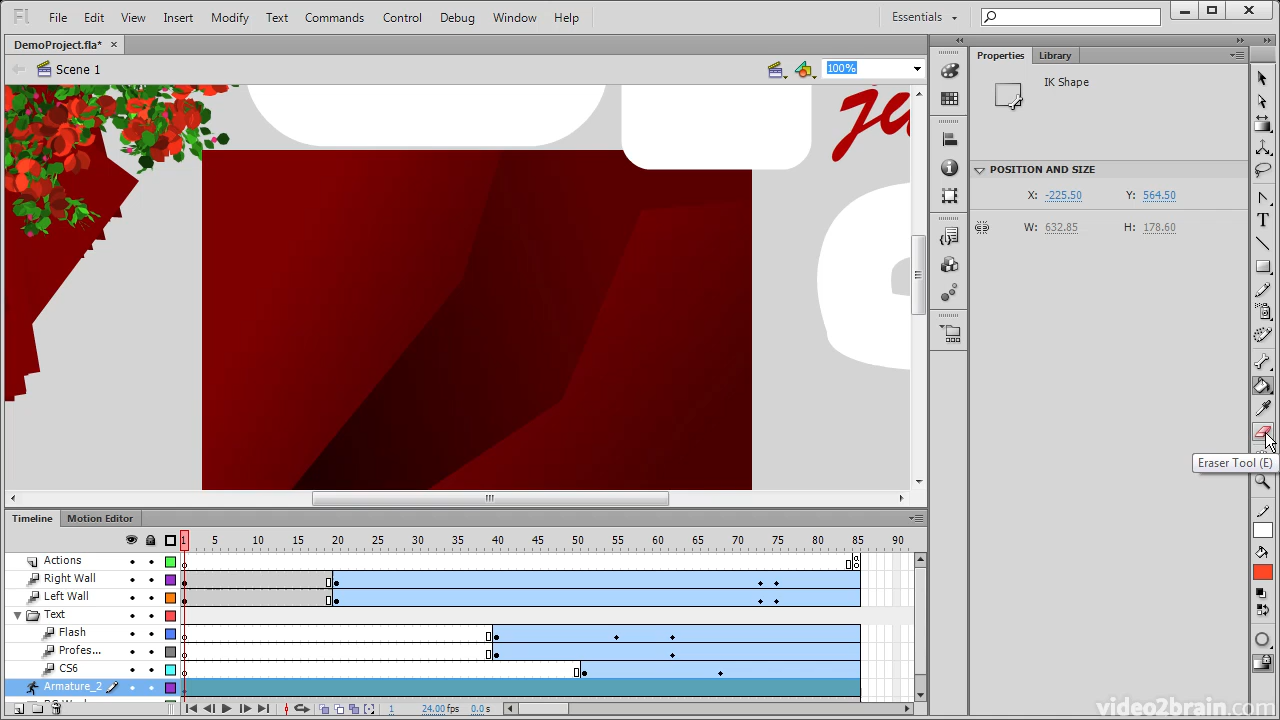 Fl File Edit View Insert Modify Text Commands Control Debug Window Help Essentials
DemoProject.fla* ×
Scene 1 100%
Properties Library
IK Shape
POSITION AND SIZE
X: -225.50 Y: 564.50
W: 632.85 H: 178.60
T
Eraser Tool (E)
Timeline Motion Editor
1 5 10 15 20 25 30 35 40 45 50 55 60 65 70 75 80 85 90
Actions
Right Wall
Left Wall
Text
Flash
Profes...
CS6
Armature_2
1 24.00 fps 0.0 s
video2brain.com